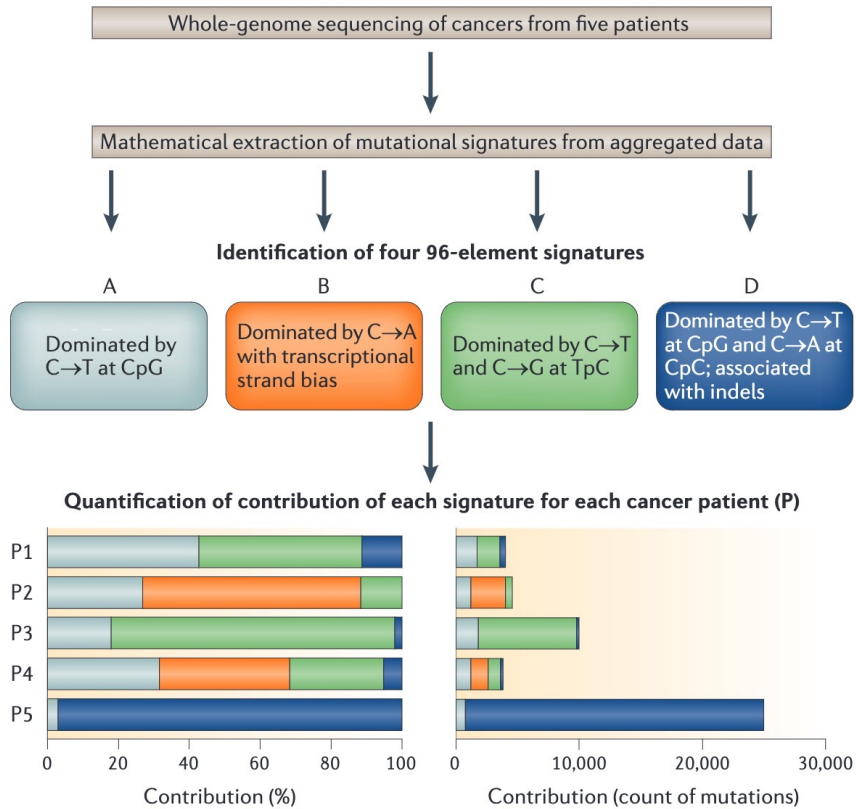 Whole-genome sequencing of cancers from five patients
Mathematical extraction of mutational signatures from aggregated data
Identification of four 96-element signatures
A
Dominated by
C→T at CpG
B
Dominated by C→A
with transcriptional
strand bias
C
Dominated by C→T
and C→G at TpC
D
Dominated by C→T
at CpG and C→A at
CpC; associated
with indels
Quantification of contribution of each signature for each cancer patient (P)
P1
P2
P3
P4
P5
0 20 40 60 80 100
Contribution (%)
0 10,000 20,000 30,000
Contribution (count of mutations)